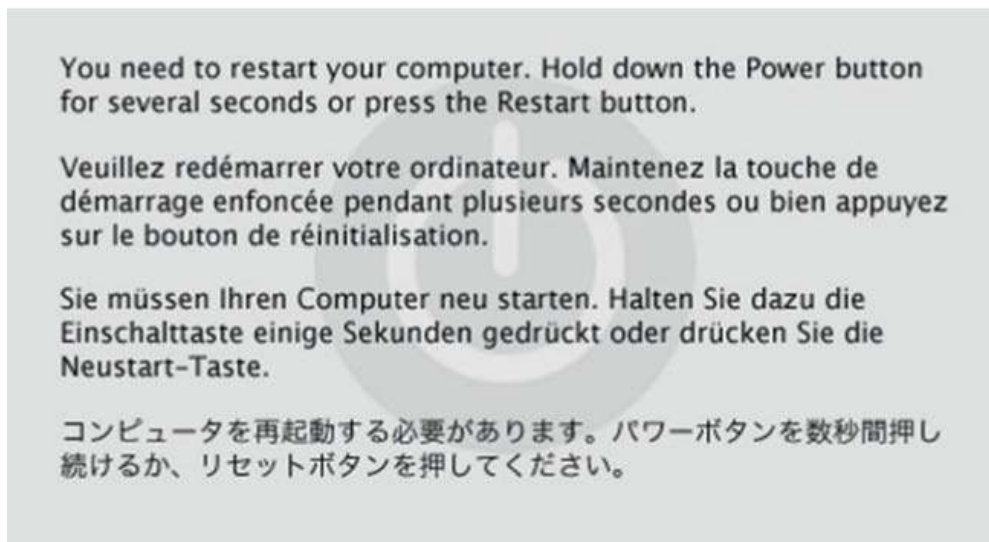 You need to restart your computer. Hold down the Power button
for several seconds or press the Restart button.
Veuillez redémarrer votre ordinateur. Maintenez la touche de
démarrage enfoncée pendant plusieurs secondes ou bien appuyez
sur le bouton de réinitialisation.
Sie müssen Ihren Computer neu starten. Halten Sie dazu die
Einschalttaste einige Sekunden gedrückt oder drücken Sie die
Neustart-Taste.
コンピュータを再起動する必要があります。パワーボタンを数秒間押し
続けるか、リセットボタンを押してください。